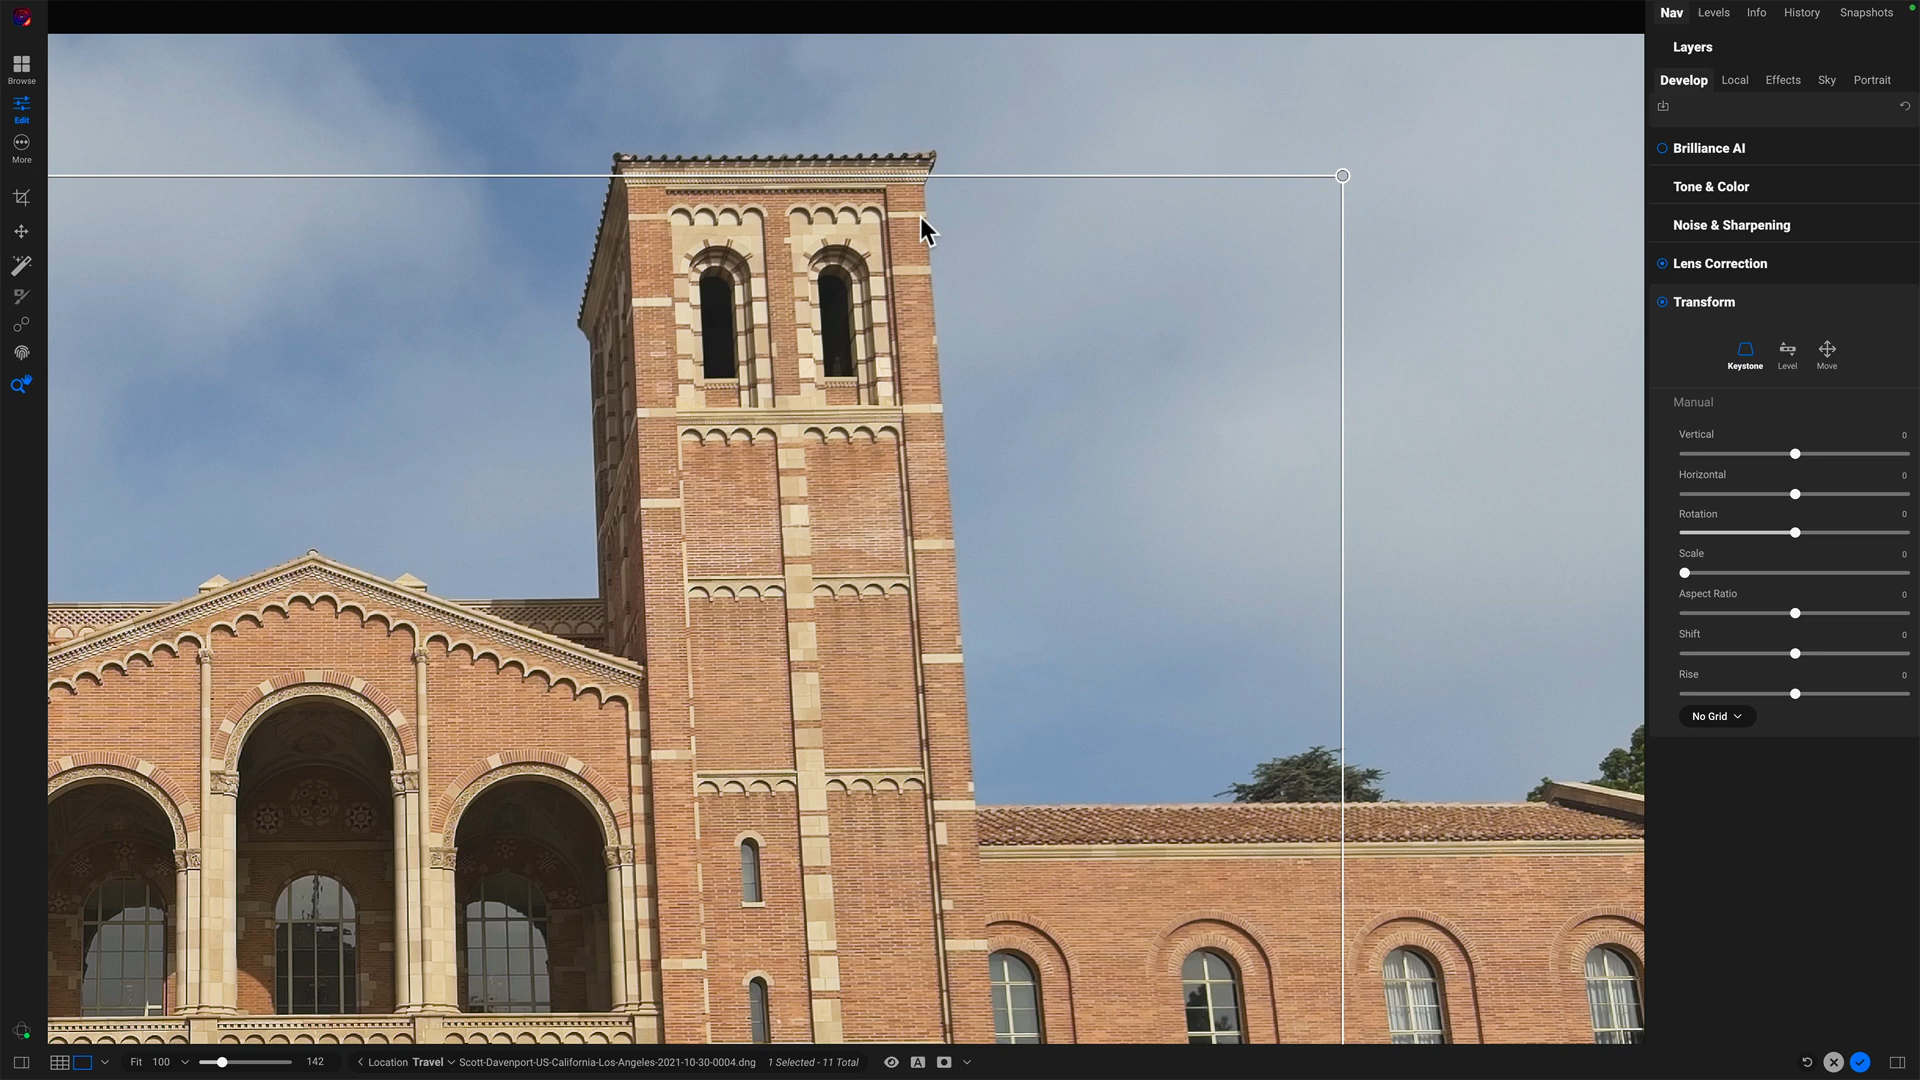 Nav Levels Info History Snapshots
Layers
Develop Local Effects Sky Portrait
Brilliance AI
Tone & Color
Noise & Sharpening
Lens Correction
Transform
Keystone Level Move
Manual
Vertical 0
Horizontal 0
Rotation 0
Scale 0
Aspect Ratio 0
Shift 0
Rise 0
No Grid
Browse
Edit
More
Fit 100 142 Location Travel Scott-Davenport-US-California-Los-Angeles-2021-10-30-0004.dng 1 Selected - 11 Total A